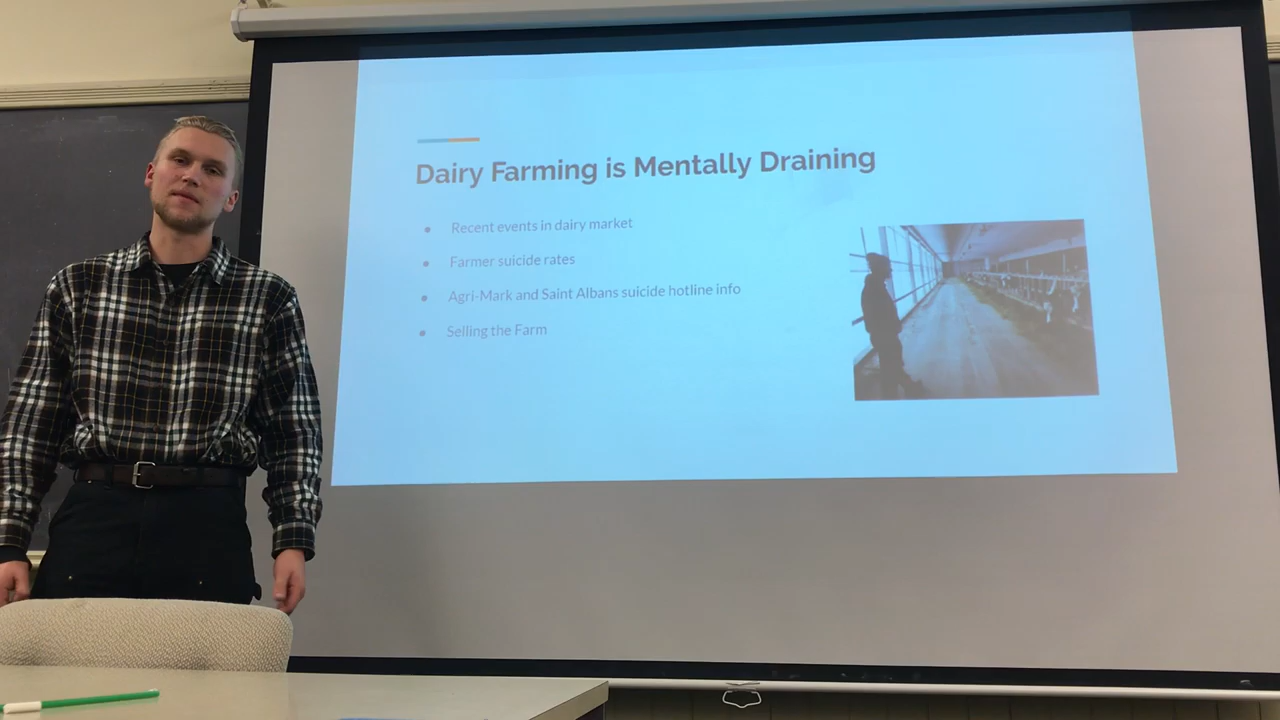 Dairy Farming is Mentally Draining
Recent events in dairy market
Farmer suicide rates
Agri-Mark and Saint Albans suicide hotline info
Selling the Farm